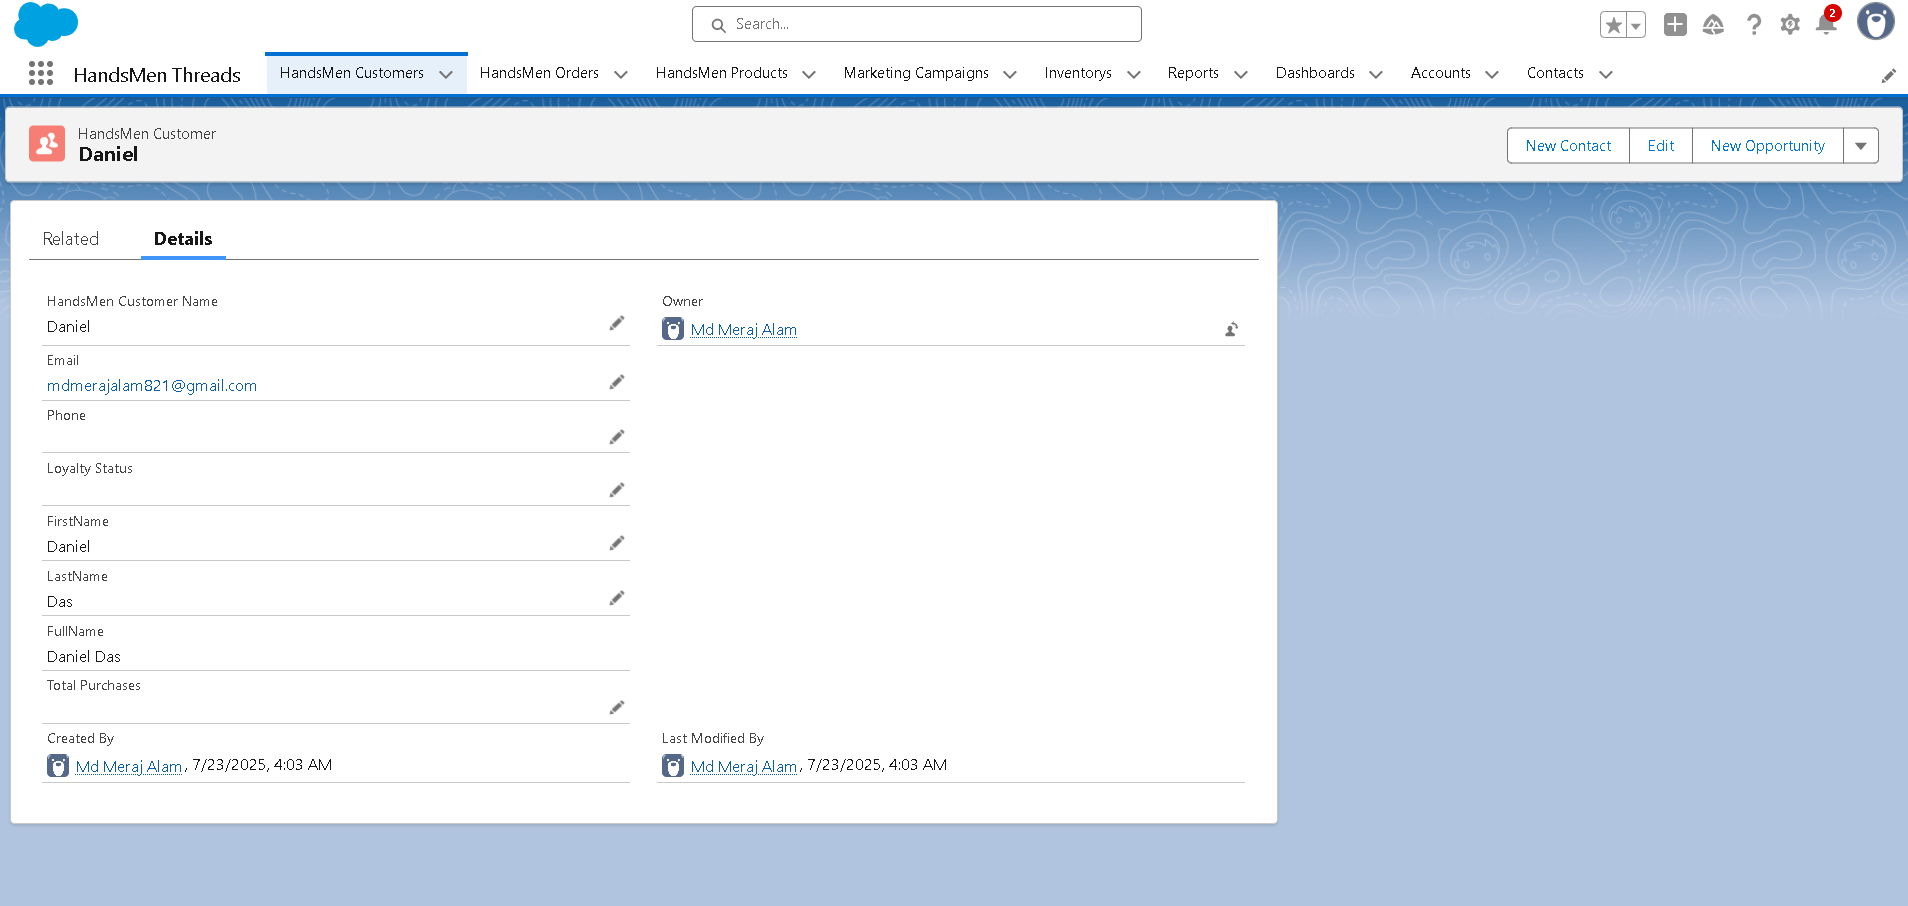 Search...
2
HandsMen Threads
HandsMen Customers
HandsMen Orders
HandsMen Products
Marketing Campaigns
Inventorys
Reports
Dashboards
Accounts
Contacts
HandsMen Customer
Daniel
New Contact
Edit
New Opportunity
Related
Details
HandsMen Customer Name
Daniel
Owner
Md Meraj Alam
Email
mdmerajalam821@gmail.com
Phone
Loyalty Status
FirstName
Daniel
LastName
Das
FullName
Daniel Das
Total Purchases
Created By
Md Meraj Alam, 7/23/2025, 4:03 AM
Last Modified By
Md Meraj Alam, 7/23/2025, 4:03 AM